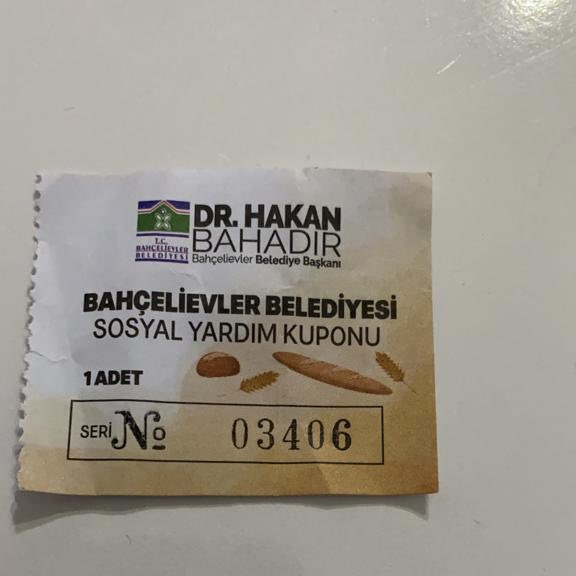 T.C.
BAHÇELİEVLER
BELEDİYESİ
DR. HAKAN
BAHADIR
Bahçelievler Belediye Başkanı
BAHÇELİEVLER BELEDİYESİ
SOSYAL YARDIM KUPONU
1 ADET
SERİ No 03406